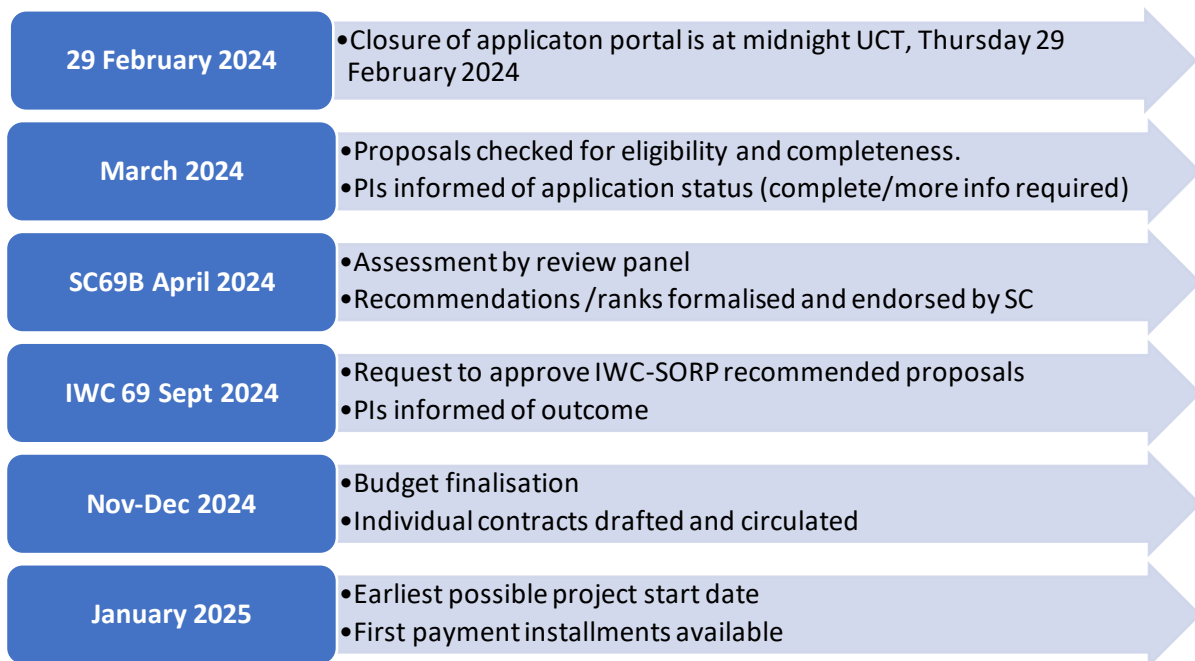 29 February 2024
•Closure of applicaton portal is at midnight UCT, Thursday 29
February 2024
March 2024
•Proposals checked for eligibility and completeness.
•PIs informed of application status (complete/more info required)
SC69B April 2024
•Assessment by review panel
•Recommendations /ranks formalised and endorsed by SC
IWC 69 Sept 2024
•Request to approve IWC-SORP recommended proposals
•PIs informed of outcome
Nov-Dec 2024
•Budget finalisation
•Individual contracts drafted and circulated
January 2025
•Earliest possible project start date
•First payment installments available